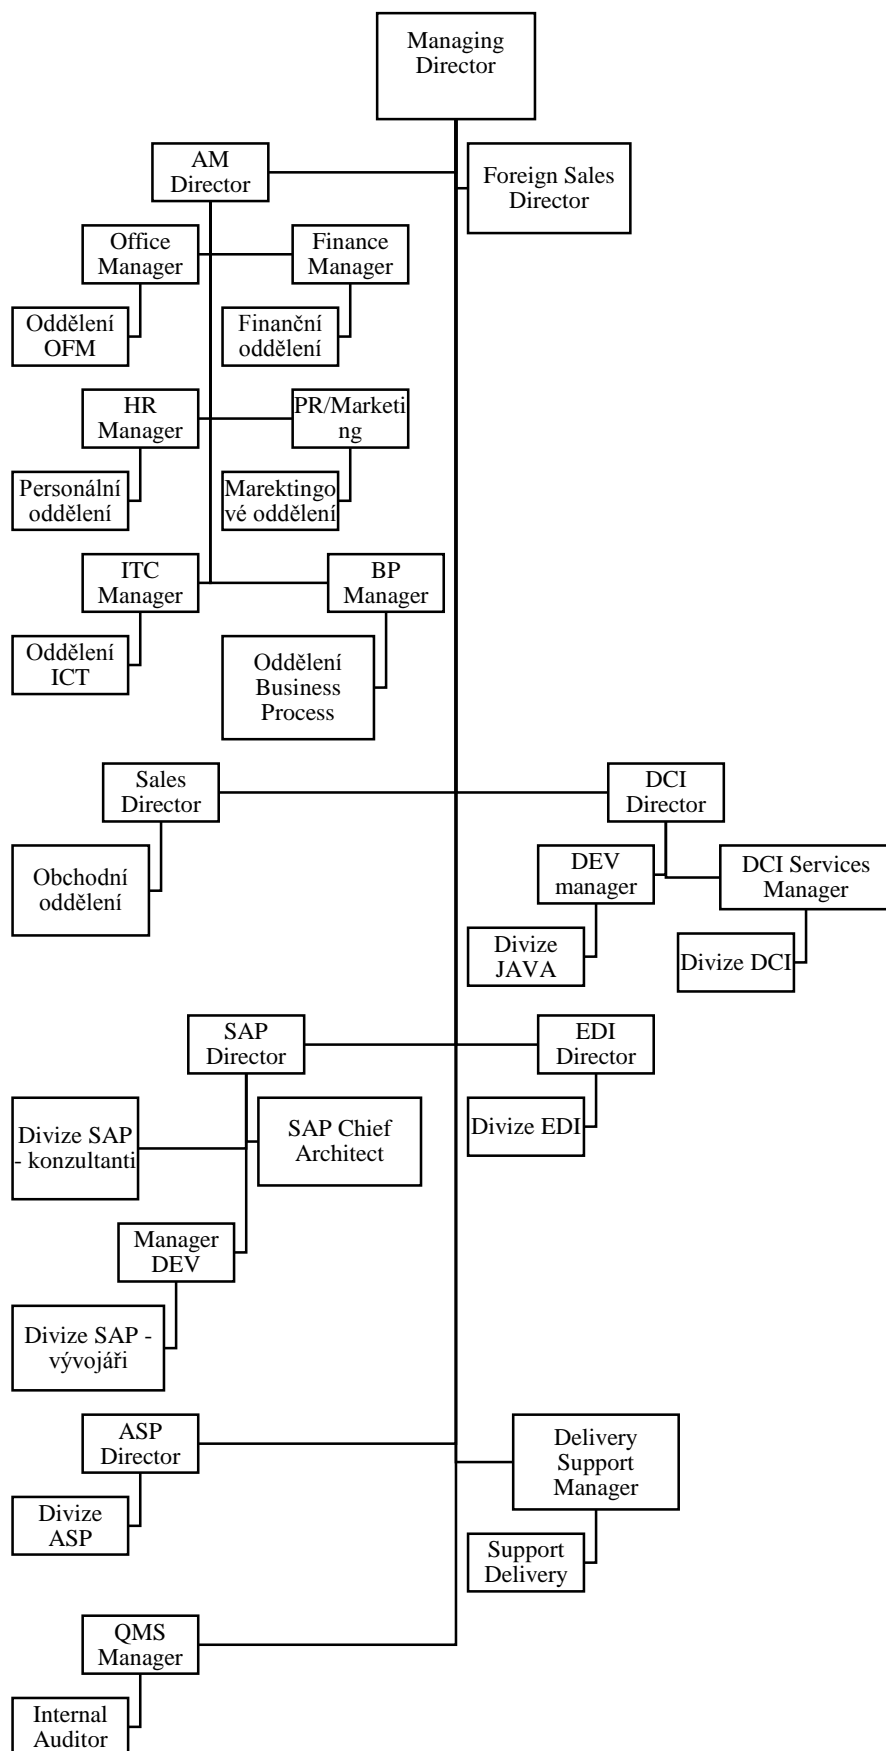 Managing
Director
AM
Director
Foreign Sales
Director
Office
Manager
Finance
Manager
Oddělení
OFM
Finanční
oddělení
HR
Manager
PR/Marketi
ng
Personální
oddělení
Marektingo
vé oddělení
ITC
Manager
BP
Manager
Oddělení
ICT
Oddělení
Business
Process
Sales
Director
DCI
Director
Obchodní
oddělení
DEV
manager
DCI Services
Manager
Divize
JAVA
Divize DCI
SAP
Director
EDI
Director
Divize SAP
- konzultanti
SAP Chief
Architect
Divize EDI
Manager
DEV
Divize SAP -
vývojáři
ASP
Director
Delivery
Support
Manager
Divize
ASP
Support
Delivery
QMS
Manager
Internal
Auditor